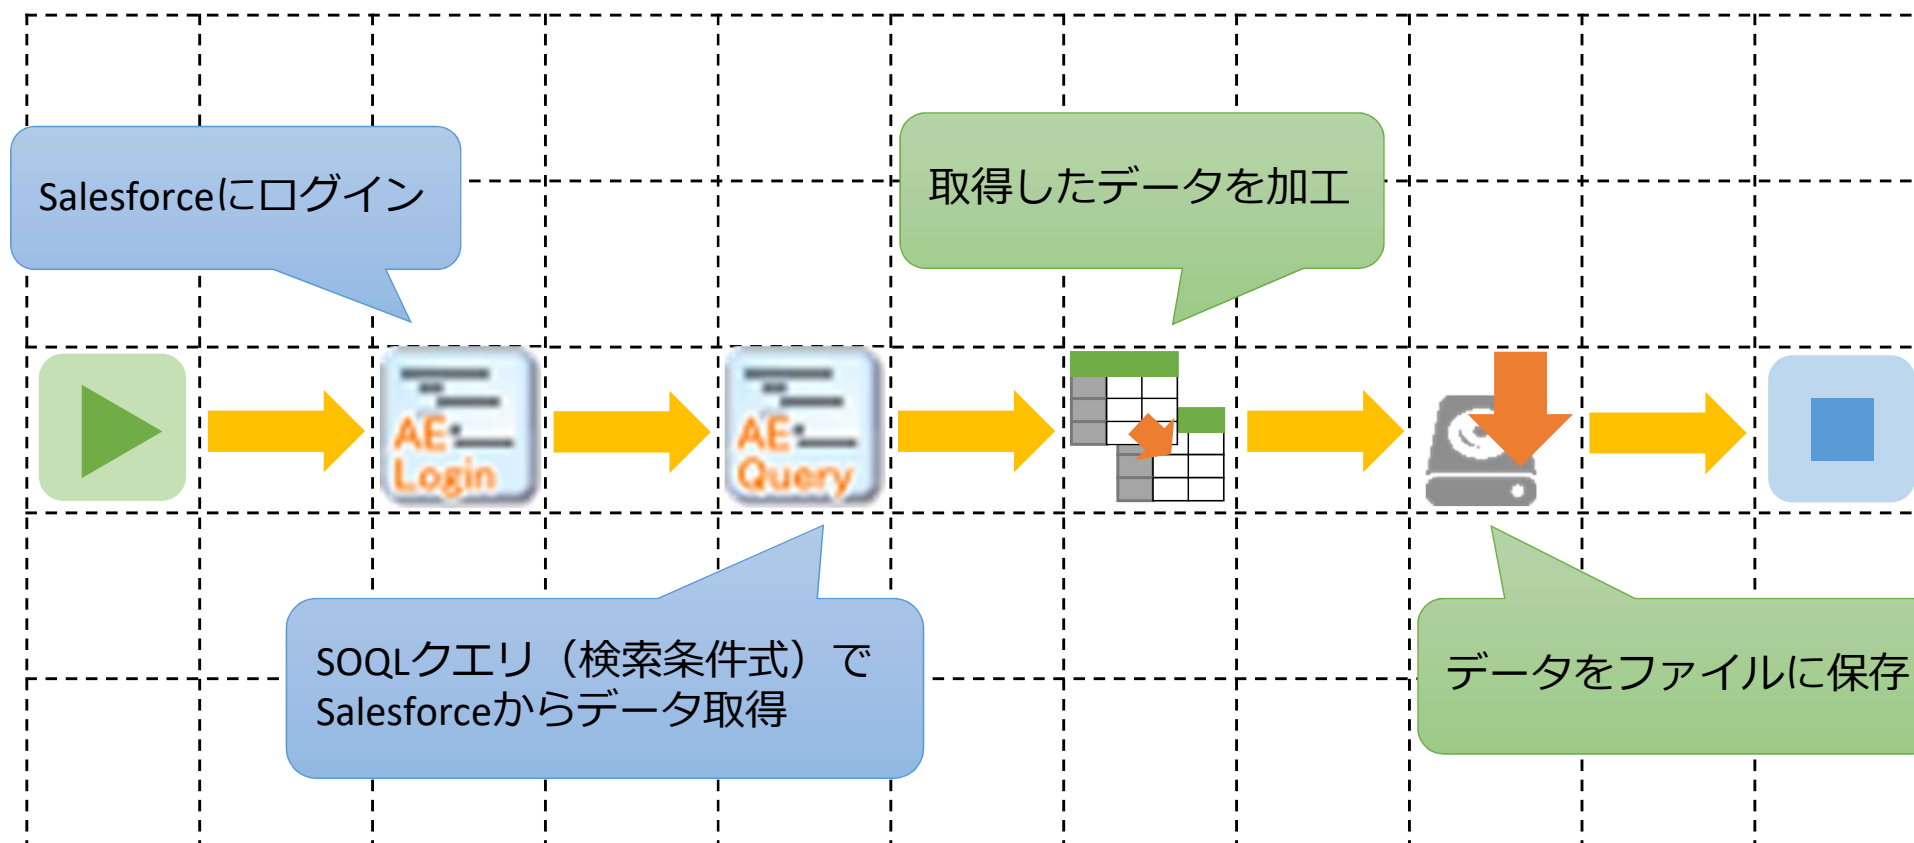 Salesforceにログイン
取得したデータを加工
AE
Login
AE
Query
SOQLクエリ（検索条件式）で
Salesforceからデータ取得
データをファイルに保存